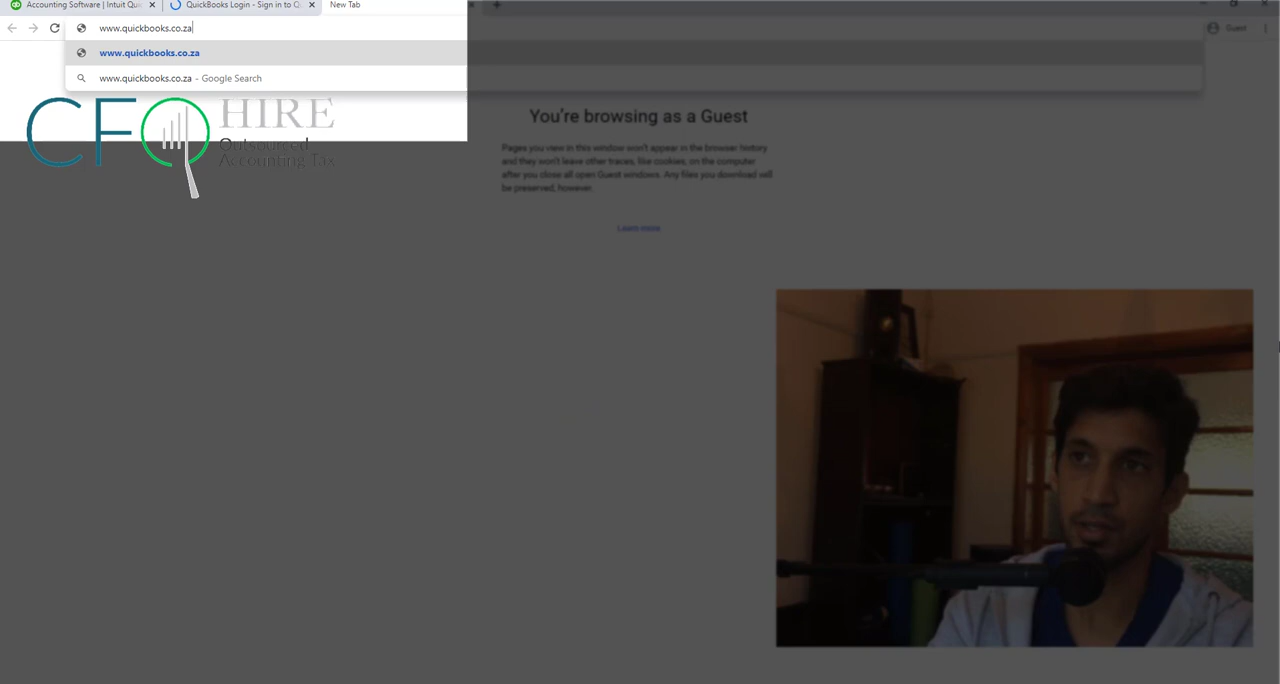 Accounting Software | Intuit Qui
QuickBooks Login - Sign in to Q
New Tab
www.quickbooks.co.za
Guest
www.quickbooks.co.za
www.quickbooks.co.za - Google Search
CFO HIRE
Outsourced
Accounting Tax
You're browsing as a Guest
Pages you view in this window won't appear in the browser history
and they won't leave other traces, like cookies, on the computer
after you close all open Guest windows. Any files you download will
be preserved, however.
Learn more